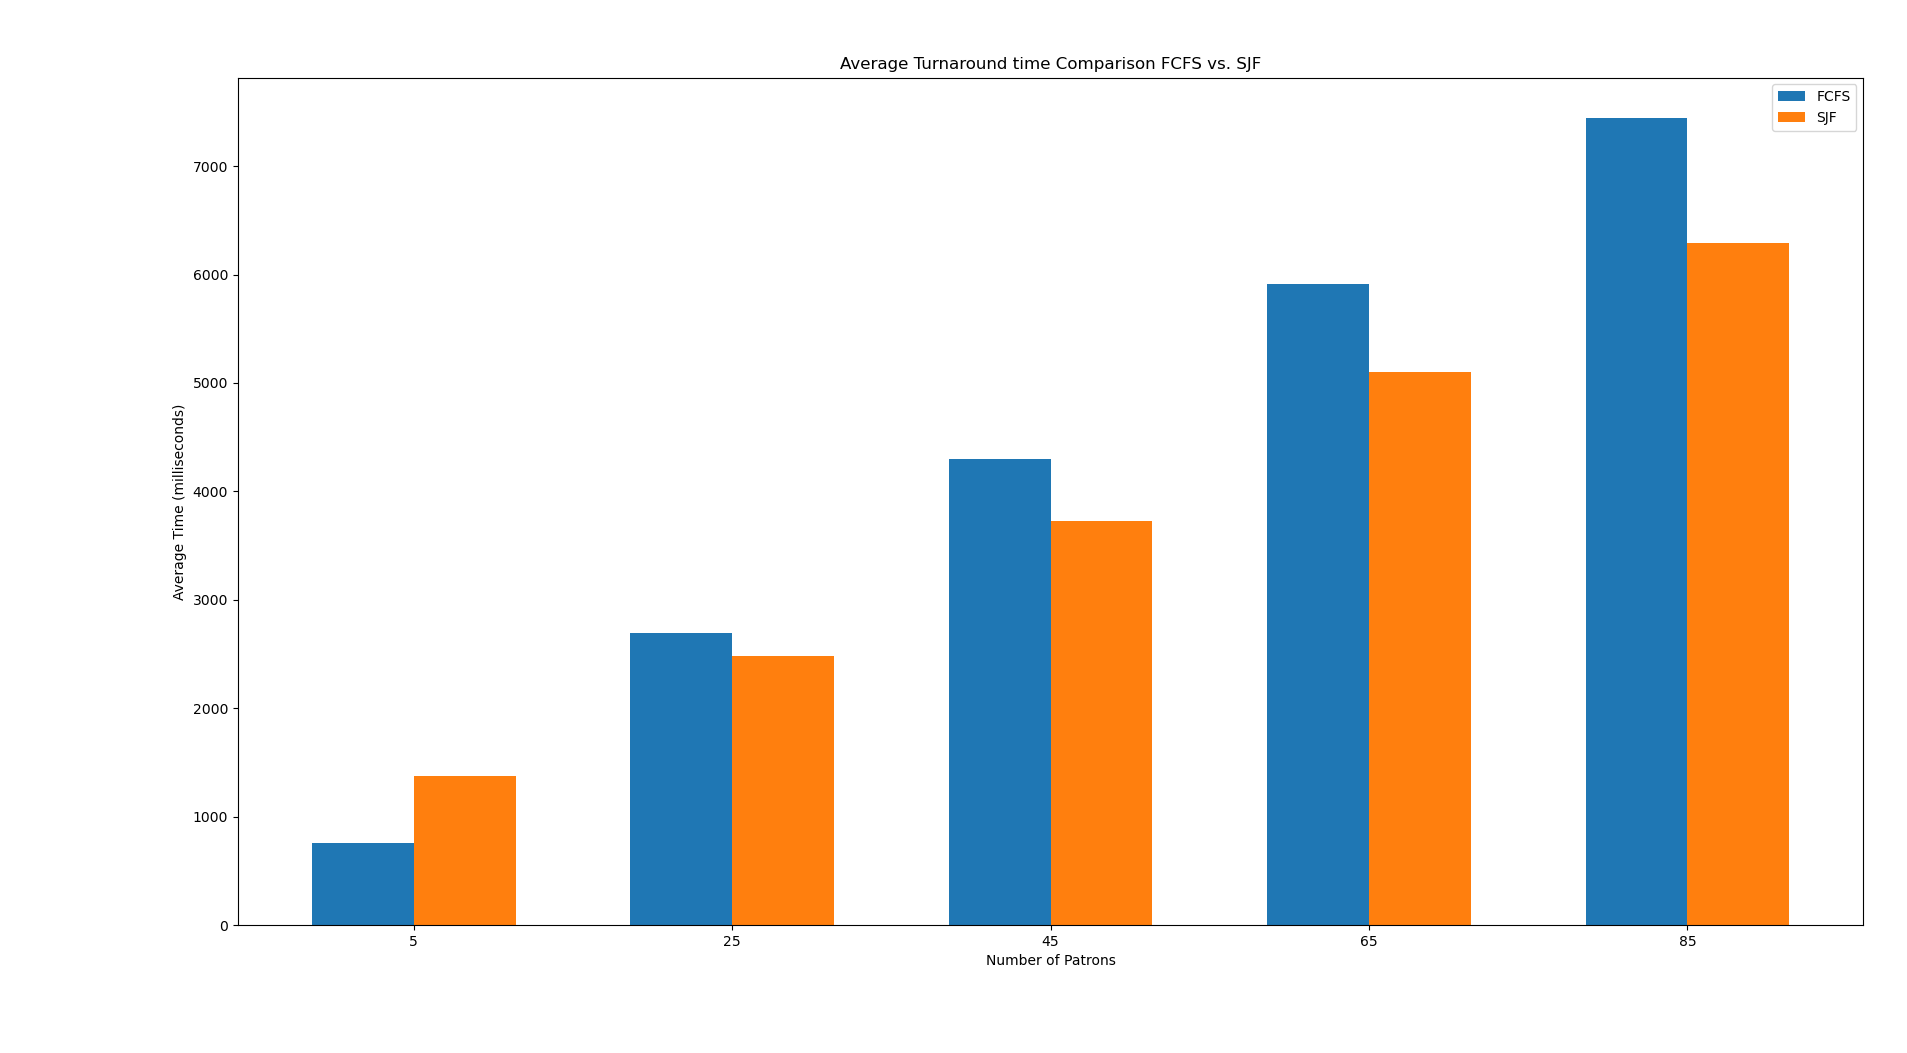 Average Turnaround time Comparison FCFS vs. SJF
FCFS
SJF
7000
6000
5000
4000
3000
2000
1000
0
Average Time (milliseconds)
5 25 45 65 85
Number of Patrons